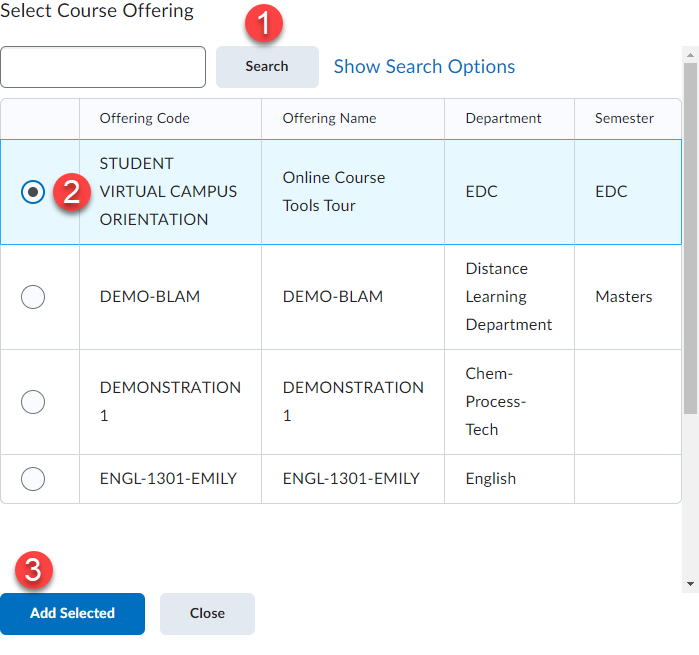 Select Course Offering
1
Search Show Search Options
Offering Code Offering Name Department Semester
2
STUDENT
VIRTUAL CAMPUS
ORIENTATION
Online Course
Tools Tour
EDC
EDC
DEMO-BLAM
DEMO-BLAM
Distance
Learning
Department
Masters
DEMONSTRATION
1
DEMONSTRATION
1
Chem-
Process-
Tech
ENGL-1301-EMILY ENGL-1301-EMILY English
3
Add Selected Close